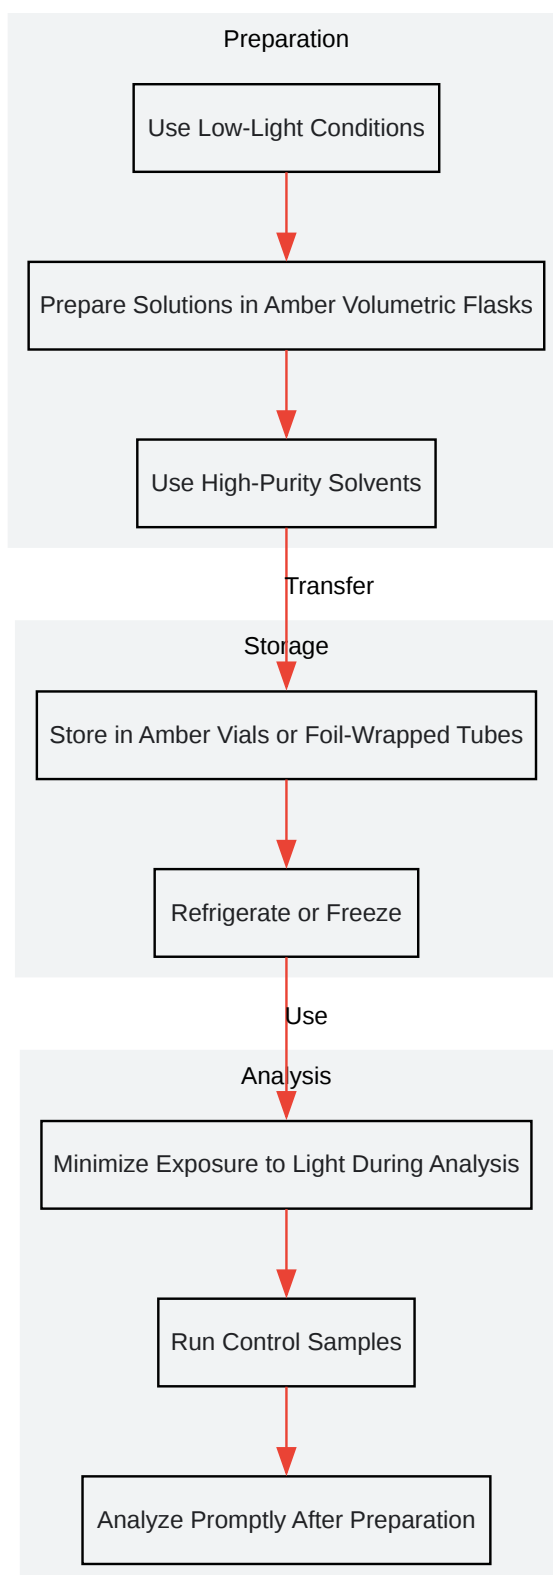 Preparation
Use Low-Light Conditions
Prepare Solutions in Amber Volumetric Flasks
Use High-Purity Solvents
Transfer
Storage
Store in Amber Vials or Foil-Wrapped Tubes
Refrigerate or Freeze
Use
Analysis
Minimize Exposure to Light During Analysis
Run Control Samples
Analyze Promptly After Preparation